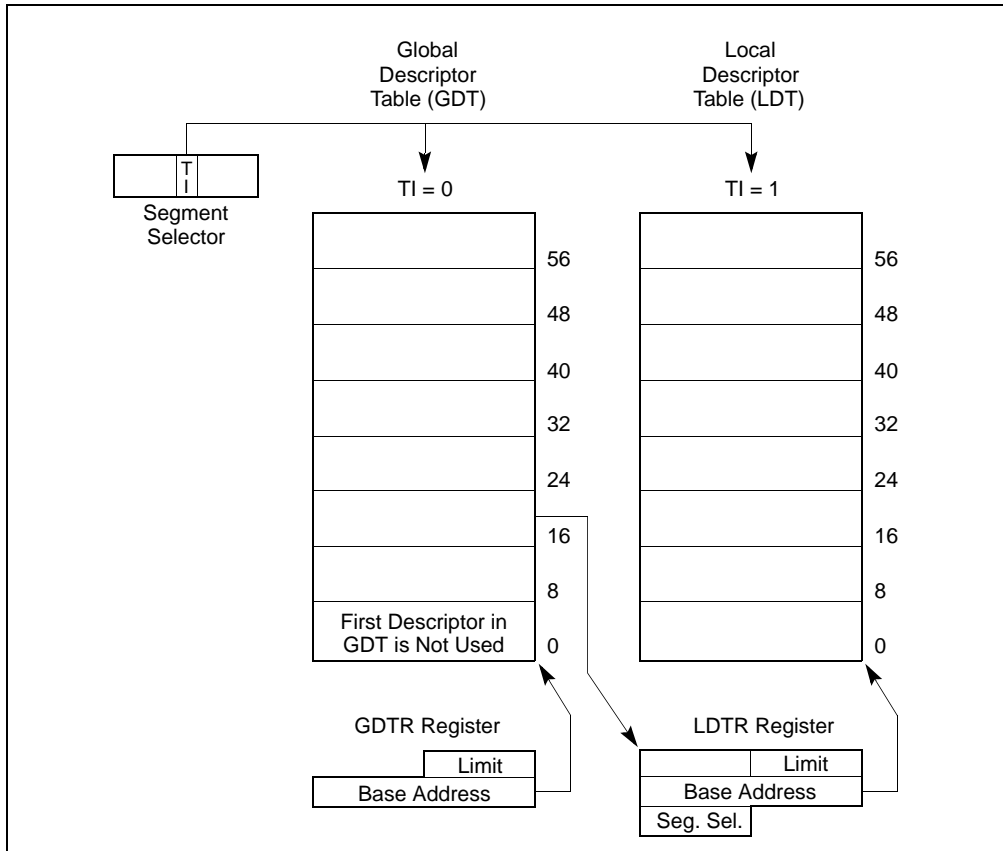 Global
Descriptor
Table (GDT)
Local
Descriptor
Table (LDT)
T
I
Segment
Selector
TI = 0
TI = 1
56
48
40
32
24
16
8
First Descriptor in
GDT is Not Used
0
56
48
40
32
24
16
8
0
GDTR Register
Limit
Base Address
LDTR Register
Limit
Base Address
Seg. Sel.